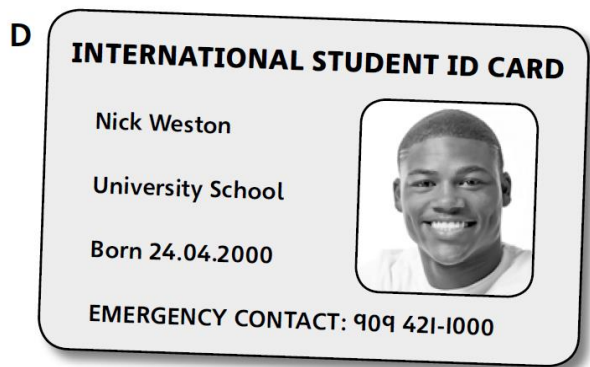 D
INTERNATIONAL STUDENT ID CARD
Nick Weston
University School
Born 24.04.2000
EMERGENCY CONTACT: 909 421-1000